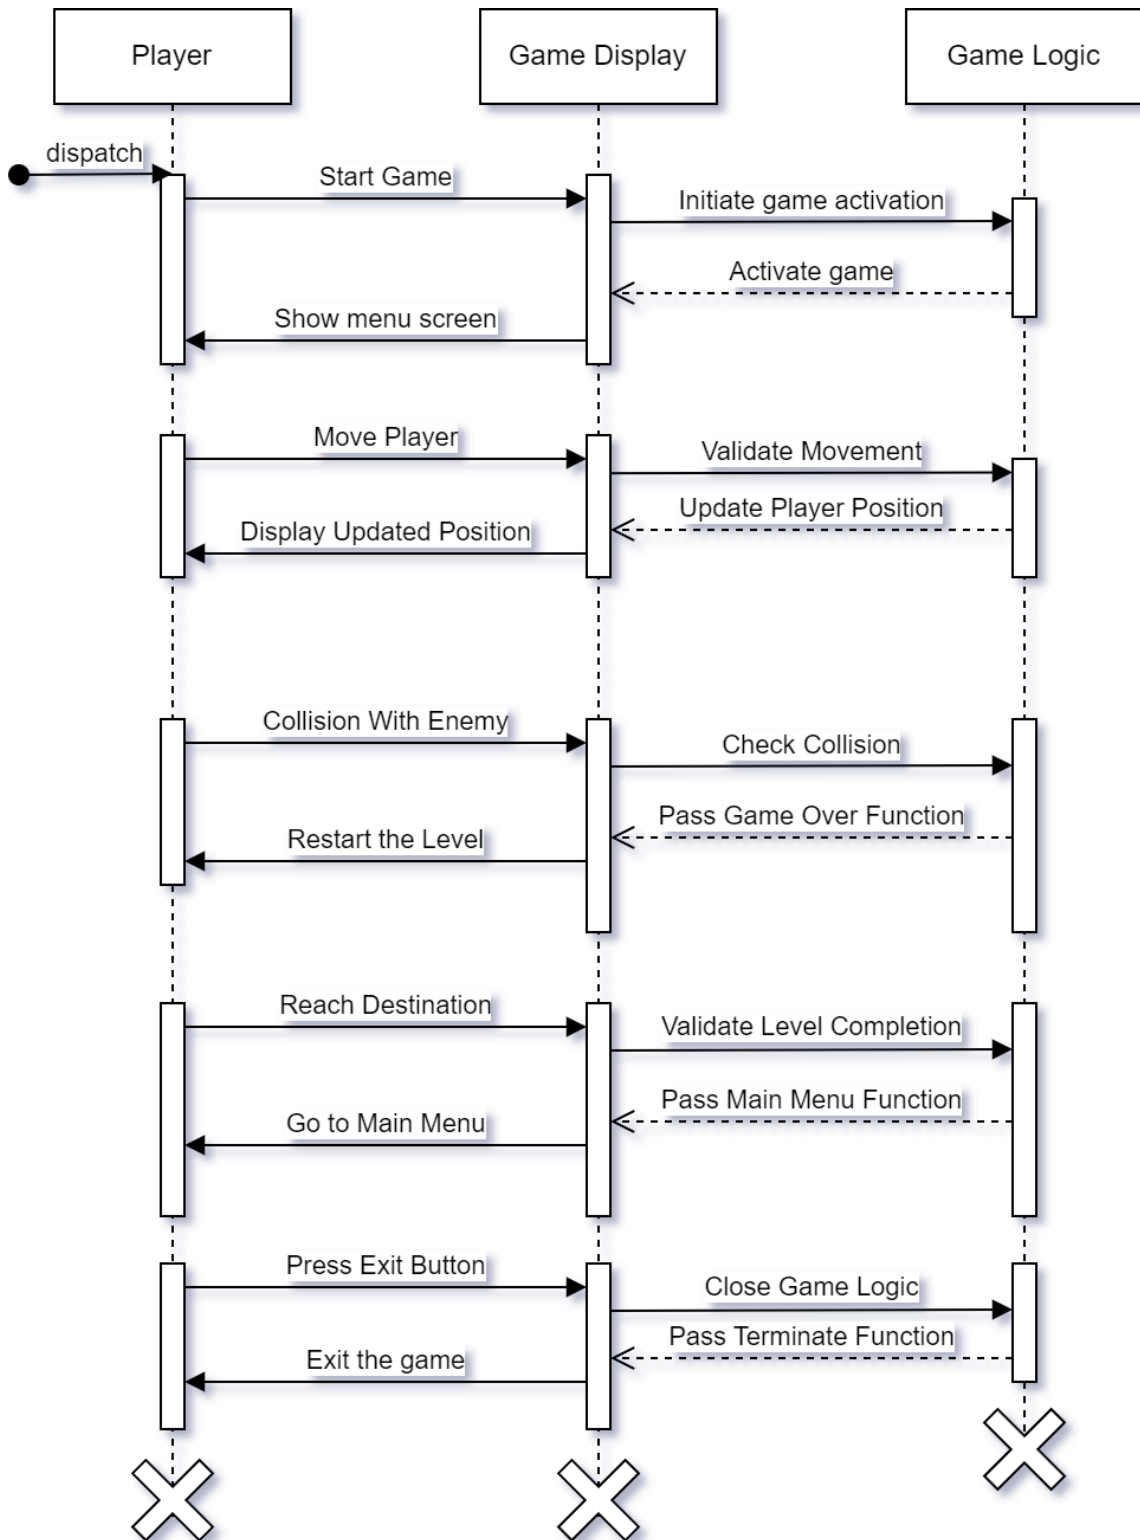 Player
Game Display
Game Logic
dispatch
Start Game
Initiate game activation
Activate game
Show menu screen
Move Player
Validate Movement
Update Player Position
Display Updated Position
Collision With Enemy
Check Collision
Pass Game Over Function
Restart the Level
Reach Destination
Validate Level Completion
Pass Main Menu Function
Go to Main Menu
Press Exit Button
Close Game Logic
Pass Terminate Function
Exit the game